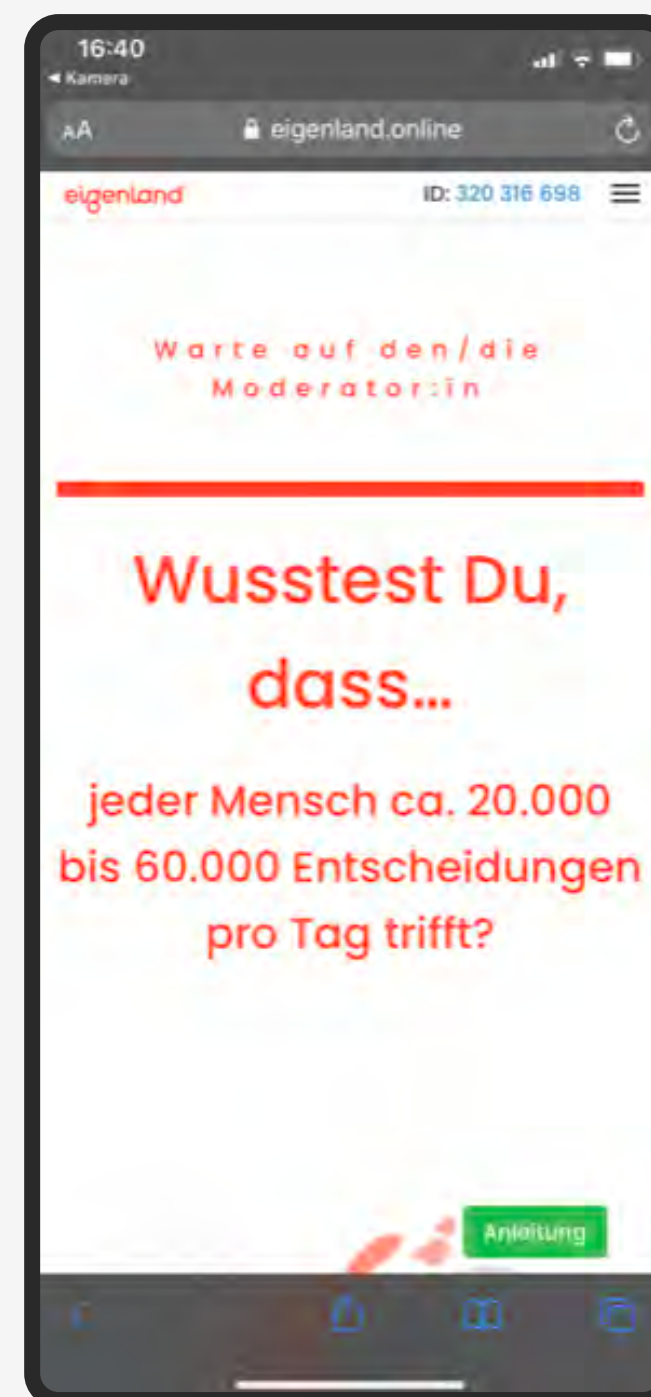 16:40
◄ Kamera
AA eigenland.online
eigenland ID: 320 316 698
Warte auf den/die
Moderator:in
Wusstest Du,
dass...
jeder Mensch ca. 20.000
bis 60.000 Entscheidungen
pro Tag trifft?
Anleitung